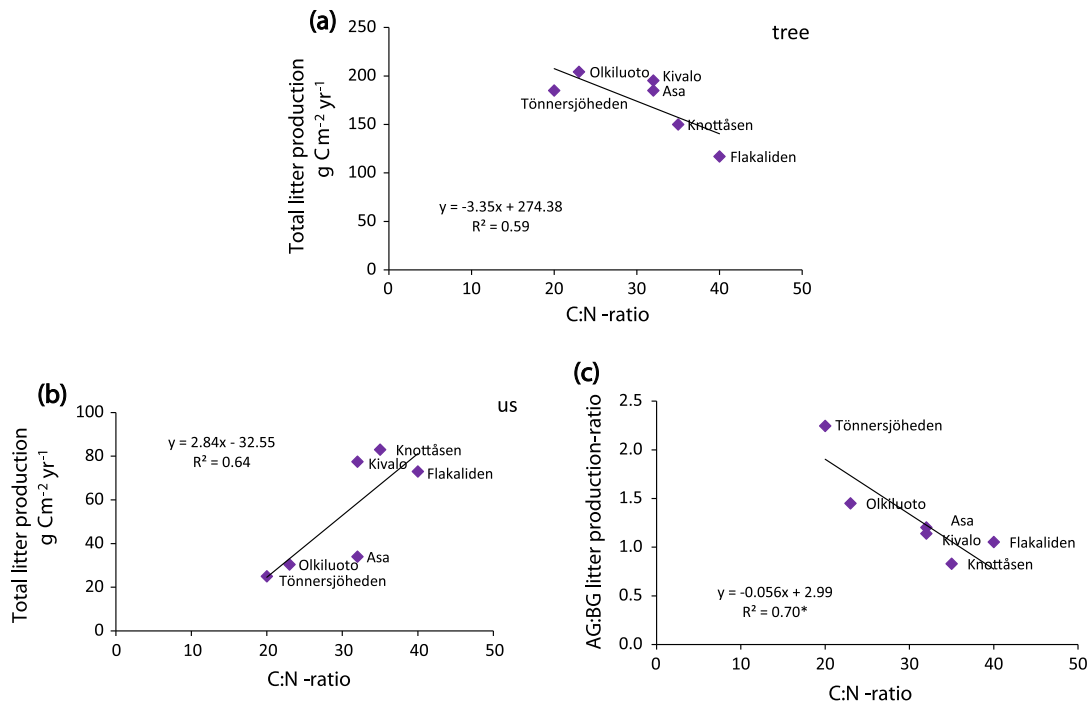 (a)
tree
Total litter production
g Cm⁻² yr⁻¹
250
200
150
100
50
0
Olkiluoto
Kivalo
Asa
Tönnersjöheden
Knottåsen
Flakaliden
y = -3.35x + 274.38
R² = 0.59
0 10 20 30 40 50
C:N -ratio
(b)
us
Total litter production
g Cm⁻² yr⁻¹
100
80
60
40
20
0
y = 2.84x - 32.55
R² = 0.64
Knottåsen
Kivalo
Flakaliden
Asa
Olkiluoto
Tönnersjöheden
0 10 20 30 40 50
C:N -ratio
(c)
AG:BG litter production-ratio
2.5
2.0
1.5
1.0
0.5
0.0
Tönnersjöheden
Olkiluoto
Asa
Kivalo
Flakaliden
Knottåsen
y = -0.056x + 2.99
R² = 0.70*
0 10 20 30 40 50
C:N -ratio